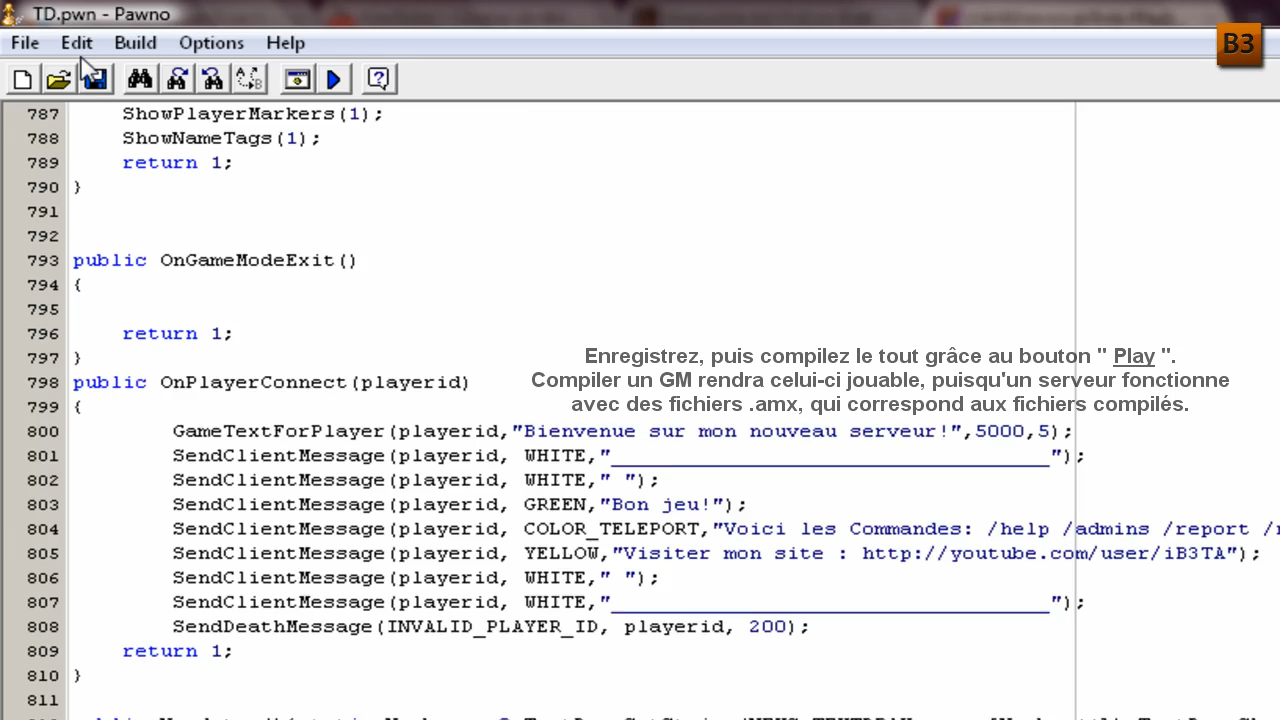 TD.pwn - Pawno
File Edit Build Options Help
B3
787 ShowPlayerMarkers(1);
788 ShowNameTags(1);
789 return 1;
790 }
791
792
793 public OnGameModeExit()
794 {
795
796 return 1;
797 }
Enregistrez, puis compilez le tout grâce au bouton " Play ".
798 public OnPlayerConnect(playerid)
Compiler un GM rendra celui-ci jouable, puisqu'un serveur fonctionne
799 {
avec des fichiers .amx, qui correspond aux fichiers compilés.
800 GameTextForPlayer(playerid,"Bienvenue sur mon nouveau serveur!",5000,5);
801 SendClientMessage(playerid, WHITE,"___________________________________");
802 SendClientMessage(playerid, WHITE," ");
803 SendClientMessage(playerid, GREEN,"Bon jeu!");
804 SendClientMessage(playerid, COLOR_TELEPORT,"Voici les Commandes: /help /admins /report /
805 SendClientMessage(playerid, YELLOW,"Visiter mon site : http://youtube.com/user/iB3TA");
806 SendClientMessage(playerid, WHITE," ");
807 SendClientMessage(playerid, WHITE,"___________________________________");
808 SendDeathMessage(INVALID_PLAYER_ID, playerid, 200);
809 return 1;
810 }
811